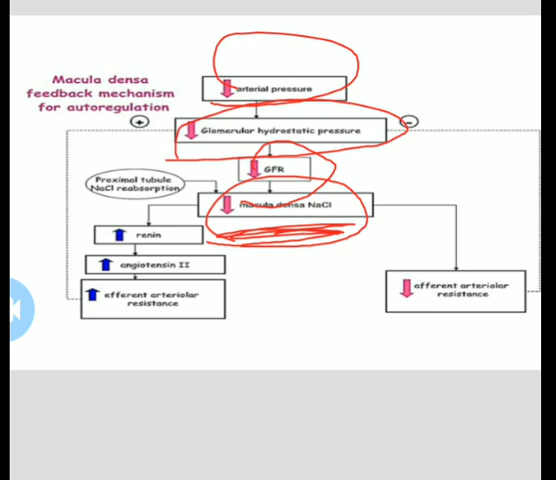 Macula densa
feedback mechanism
for autoregulation
arterial pressure
+
Glomerular hydrostatic pressure
−
GFR
Proximal tubule
NaCl reabsorption
macula densa NaCl
renin
angiotensin II
efferent arteriolar
resistance
afferent arteriolar
resistance